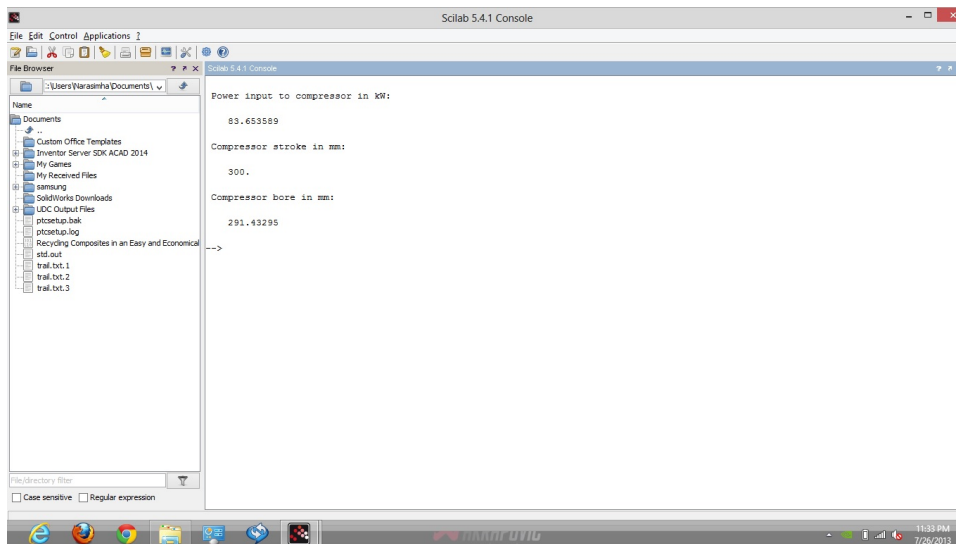 Scilab 5.4.1 Console
File Edit Control Applications ?
File Browser
Scilab 5.4.1 Console
:\Users\Narasimha\Documents\
Name
Documents
..
Custom Office Templates
Inventor Server SDK ACAD 2014
My Games
My Received Files
samsung
SolidWorks Downloads
UDC Output Files
ptcsetup.bak
ptcsetup.log
Recycling Composites in an Easy and Economical
std.out
trail.txt.1
trail.txt.2
trail.txt.3
Power input to compressor in kW:
83.653589
Compressor stroke in mm:
300.
Compressor bore in mm:
291.43295
-->
File/directory filter
Case sensitive Regular expression
11:33 PM
7/26/2013